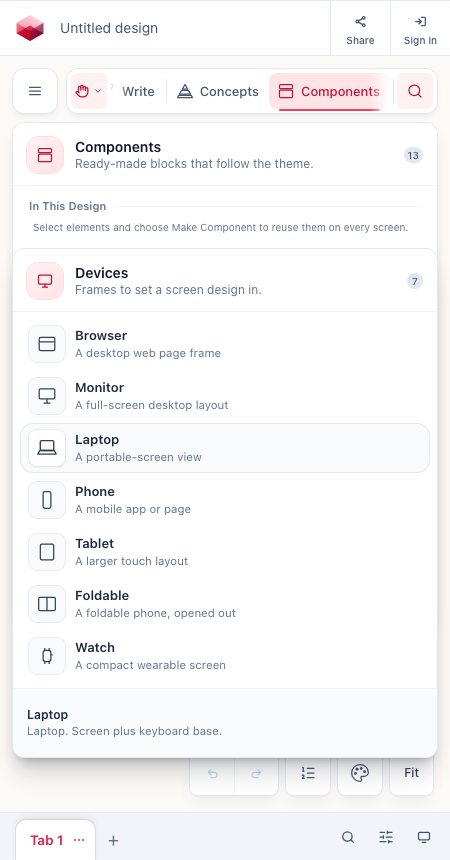 Untitled design
Share
Sign in
Write
Concepts
Components
Components
Ready-made blocks that follow the theme.
13
In This Design
Select elements and choose Make Component to reuse them on every screen.
Devices
Frames to set a screen design in.
7
Browser
A desktop web page frame
Monitor
A full-screen desktop layout
Laptop
A portable-screen view
Phone
A mobile app or page
Tablet
A larger touch layout
Foldable
A foldable phone, opened out
Watch
A compact wearable screen
Laptop
Laptop. Screen plus keyboard base.
Fit
Tab 1